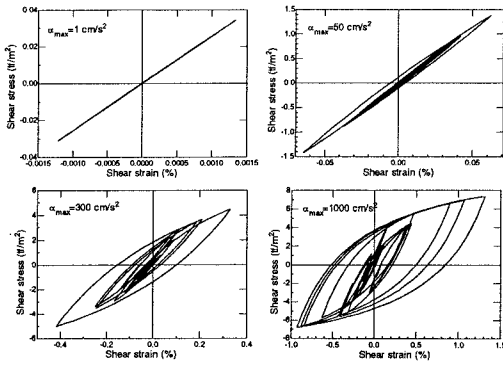 α_max=1 cm/s²
Shear stress (tf/m²)
0.04
0.02
0.00
-0.02
-0.04
-0.0015 -0.0010 -0.0005 0.0000 0.0005 0.0010 0.0015
Shear strain (%)
α_max=50 cm/s²
Shear stress (tf/m²)
1.5
1.0
0.5
0.0
-0.5
-1.0
-1.5
-0.05 0.00 0.05
Shear strain (%)
α_max=300 cm/s²
Shear stress (tf/m²)
6
4
2
0
-2
-4
-6
-0.4 -0.2 0.0 0.2 0.4
Shear strain (%)
α_max=1000 cm/s²
Shear stress (tf/m²)
8
6
4
2
0
-2
-4
-6
-8
-1.0 -0.5 0.0 0.5 1.0 1.5
Shear strain (%)